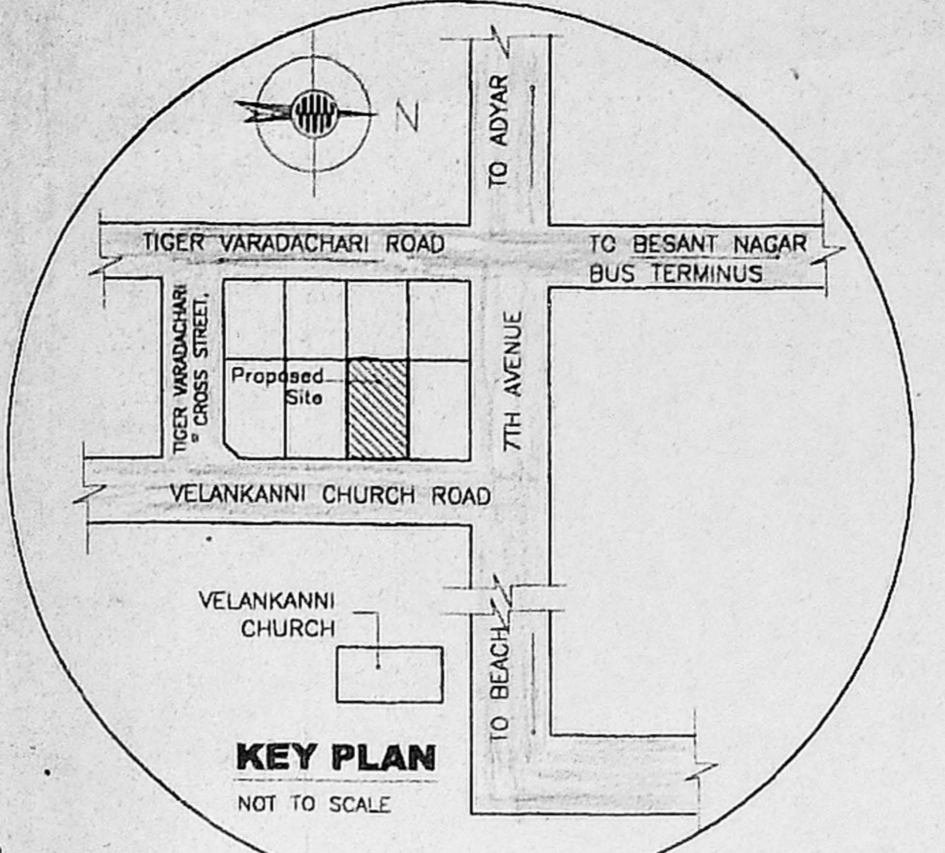 N
TO ADYAR
TIGER VARADACHARI ROAD
TO BESANT NAGAR
BUS TERMINUS
TIGER VARADACHARI
CROSS STREET,
Proposed
Site
7TH AVENUE
VELANKANNI CHURCH ROAD
VELANKANNI
CHURCH
TO BEACH
KEY PLAN
NOT TO SCALE